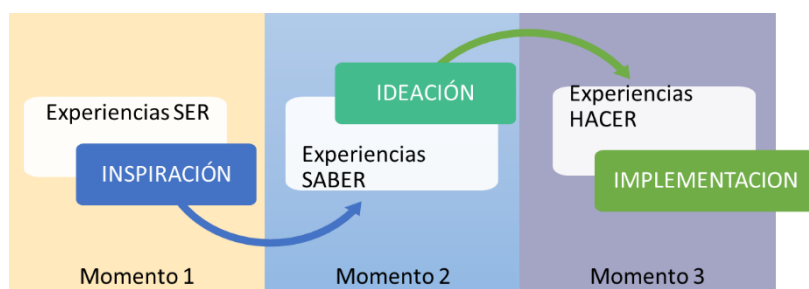 Experiencias SER
INSPIRACIÓN
Momento 1
IDEACIÓN
Experiencias
SABER
Momento 2
Experiencias
HACER
IMPLEMENTACION
Momento 3